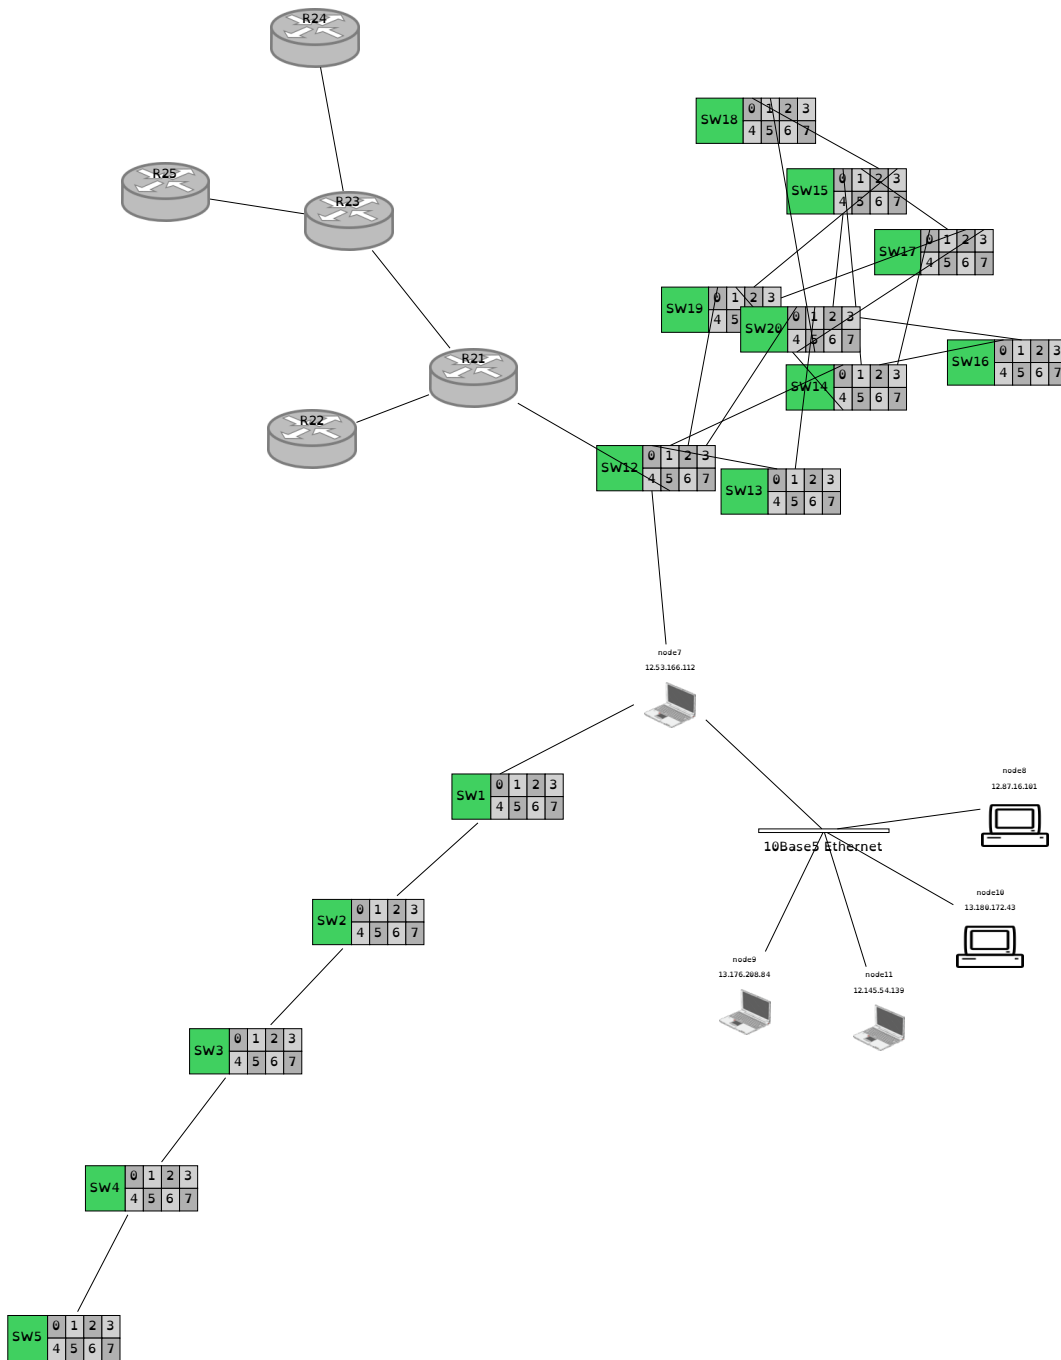 R24
SW18 0 1 2 3
4 5 6 7
R25
SW15 0 1 2 3
4 5 6 7
R23
SW17 0 1 2 3
4 5 6 7
SW19 0 1 2 3
4 5
SW20 0 1 2 3
4 5 6 7
R21
SW16 0 1 2 3
4 5 6 7
SW14 0 1 2 3
4 5 6 7
R22
SW12 0 1 2 3
4 5 6 7
SW13 0 1 2 3
4 5 6 7
node7
12.53.166.112
SW1 0 1 2 3
4 5 6 7
node8
12.87.16.101
10Base5 Ethernet
node10
13.180.172.43
SW2 0 1 2 3
4 5 6 7
node9
13.176.208.84
node11
12.145.54.139
SW3 0 1 2 3
4 5 6 7
SW4 0 1 2 3
4 5 6 7
SW5 0 1 2 3
4 5 6 7